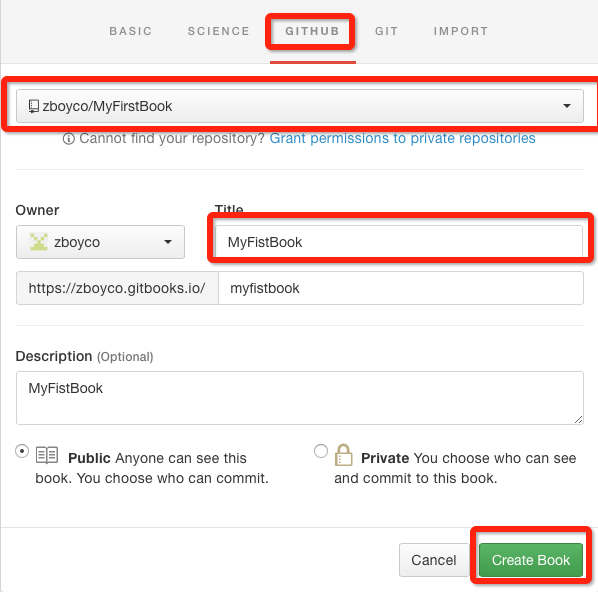 BASIC SCIENCE GITHUB GIT IMPORT
zboyco/MyFirstBook
Cannot find your repository? Grant permissions to private repositories
Owner Title
zboyco MyFistBook
https://zboyco.gitbooks.io/ myfistbook
Description (Optional)
MyFistBook
Public Anyone can see this
book. You choose who can commit.
Private You choose who can see
and commit to this book.
Cancel Create Book